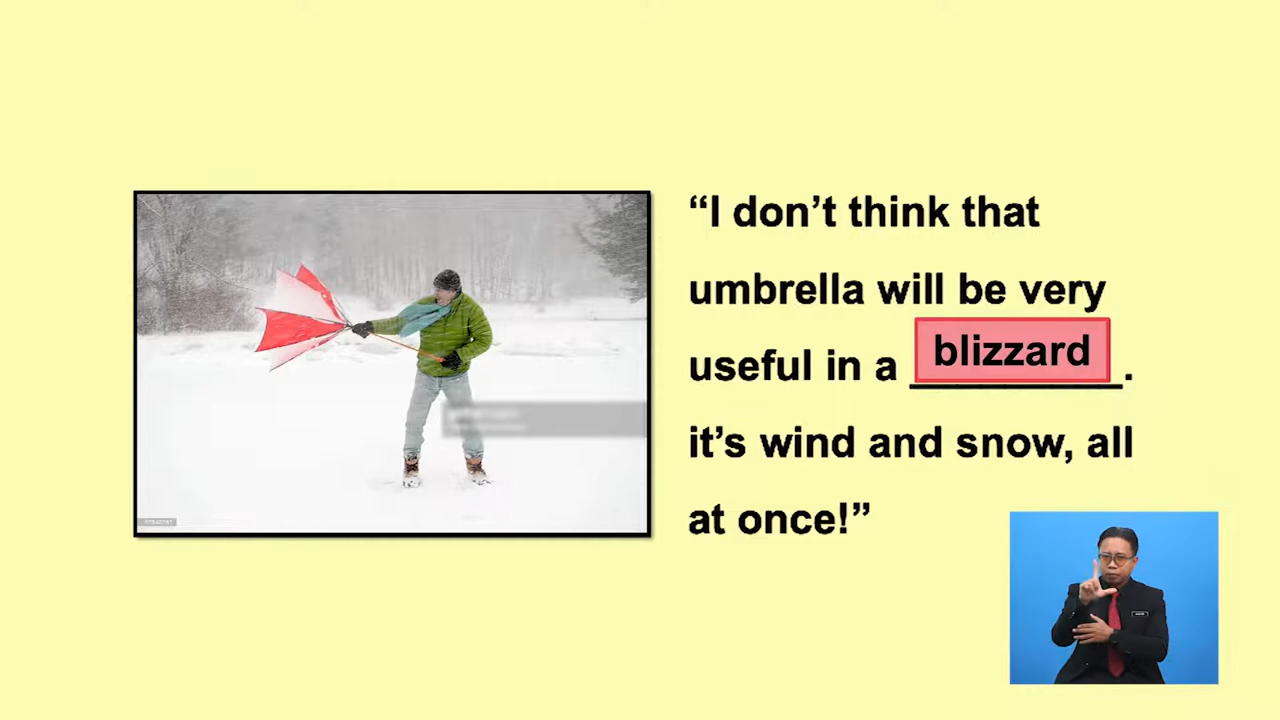 “I don’t think that
umbrella will be very
useful in a blizzard.
it’s wind and snow, all
at once!”